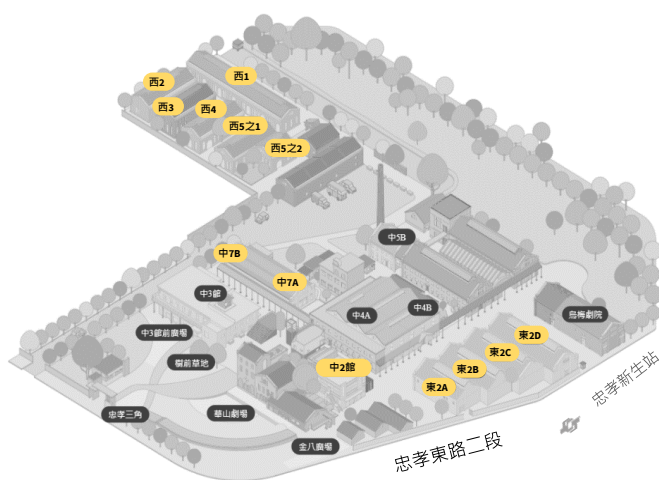 西1
西2
西3
西4
西5之1
西5之2
中5B
中7B
中7A
中3館
中4B
中4A
烏梅劇院
中3館前廣場
東2D
東2C
樹前草地
中2館
東2B
東2A
忠孝新生站
忠孝三角
華山劇場
金八廣場
忠孝東路二段